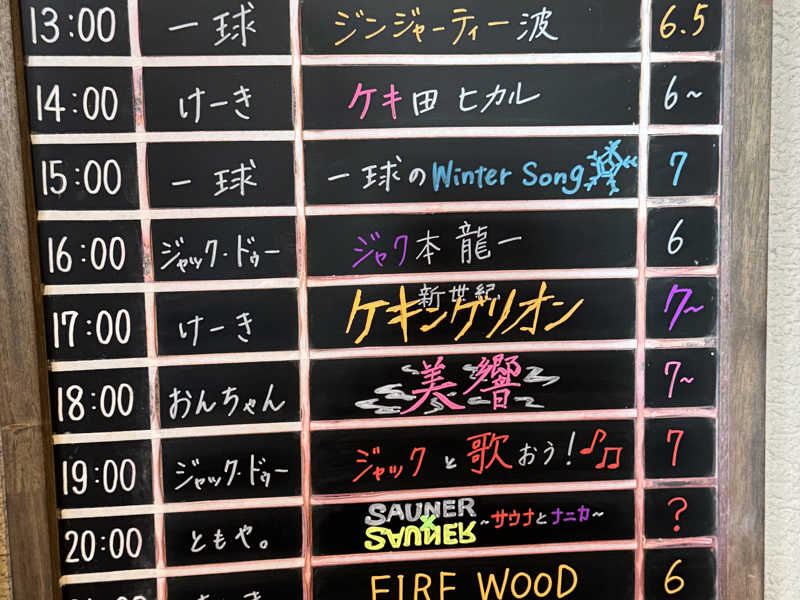 13:00 一球 ジンジャーティー波 6.5
14:00 けーき ケキ田ヒカル 6~
15:00 一球 一球のWinter Song 7
16:00 ジャック・ドゥー ジャク本龍一 6
17:00 けーき 新世紀 ケキンゲリオン 7~
18:00 おんちゃん 美響 7~
19:00 ジャック・ドゥー ジャックと歌おう!♪♫ 7
20:00 ともや。 SAUNER × SAUNER ~サウナとナニカ~ ?
FIRE WOOD 6